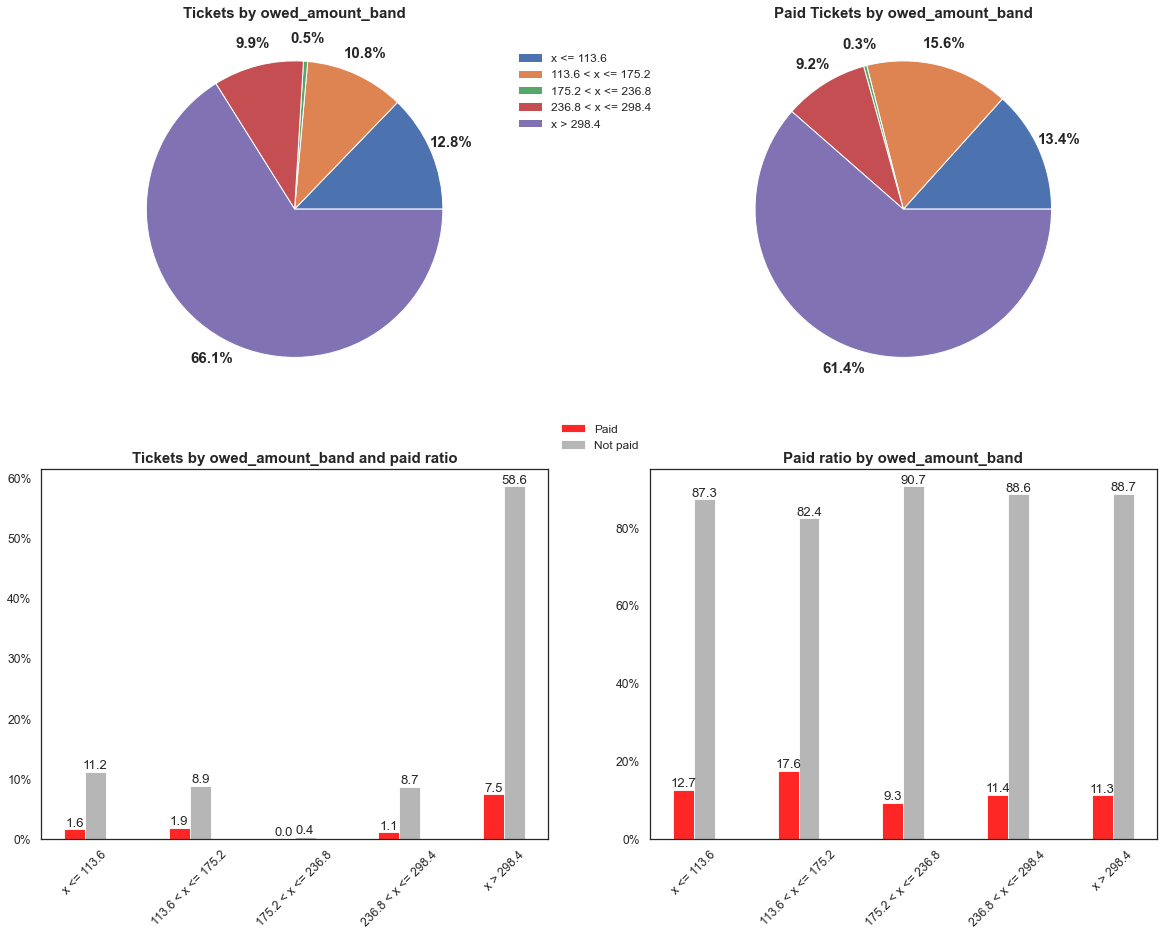 Tickets by owed_amount_band
9.9%
0.5%
10.8%
12.8%
66.1%
x <= 113.6
113.6 < x <= 175.2
175.2 < x <= 236.8
236.8 < x <= 298.4
x > 298.4
Paid Tickets by owed_amount_band
9.2%
0.3%
15.6%
13.4%
61.4%
Paid
Not paid
Tickets by owed_amount_band and paid ratio
60%
50%
40%
30%
20%
10%
0%
1.6
11.2
1.9
8.9
0.0
0.4
1.1
8.7
7.5
58.6
x <= 113.6
113.6 < x <= 175.2
175.2 < x <= 236.8
236.8 < x <= 298.4
x > 298.4
Paid ratio by owed_amount_band
80%
60%
40%
20%
0%
12.7
87.3
17.6
82.4
9.3
90.7
11.4
88.6
11.3
88.7
x <= 113.6
113.6 < x <= 175.2
175.2 < x <= 236.8
236.8 < x <= 298.4
x > 298.4